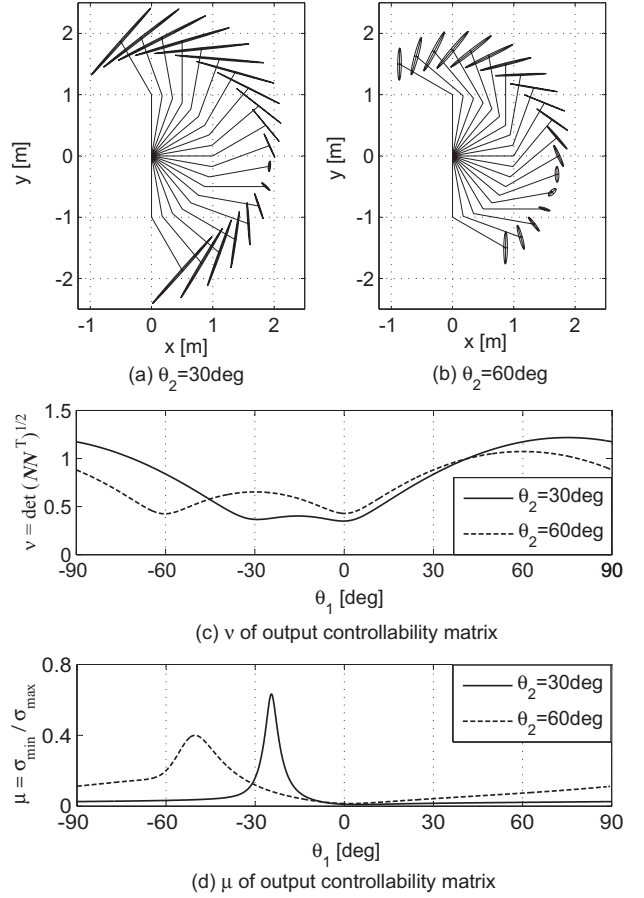 2
1
0
-1
-2
y [m]
-1 0 1 2
x [m]
(a) θ2=30deg
2
1
0
-1
-2
y [m]
-1 0 1 2
x [m]
(b) θ2=60deg
1.5
1
0.5
0
ν = det (NN^T)^1/2
-90 -60 -30 0 30 60 90
θ1 [deg]
θ2=30deg
θ2=60deg
(c) ν of output controllability matrix
0.8
0.4
0
μ = σmin / σmax
-90 -60 -30 0 30 60 90
θ1 [deg]
θ2=30deg
θ2=60deg
(d) μ of output controllability matrix